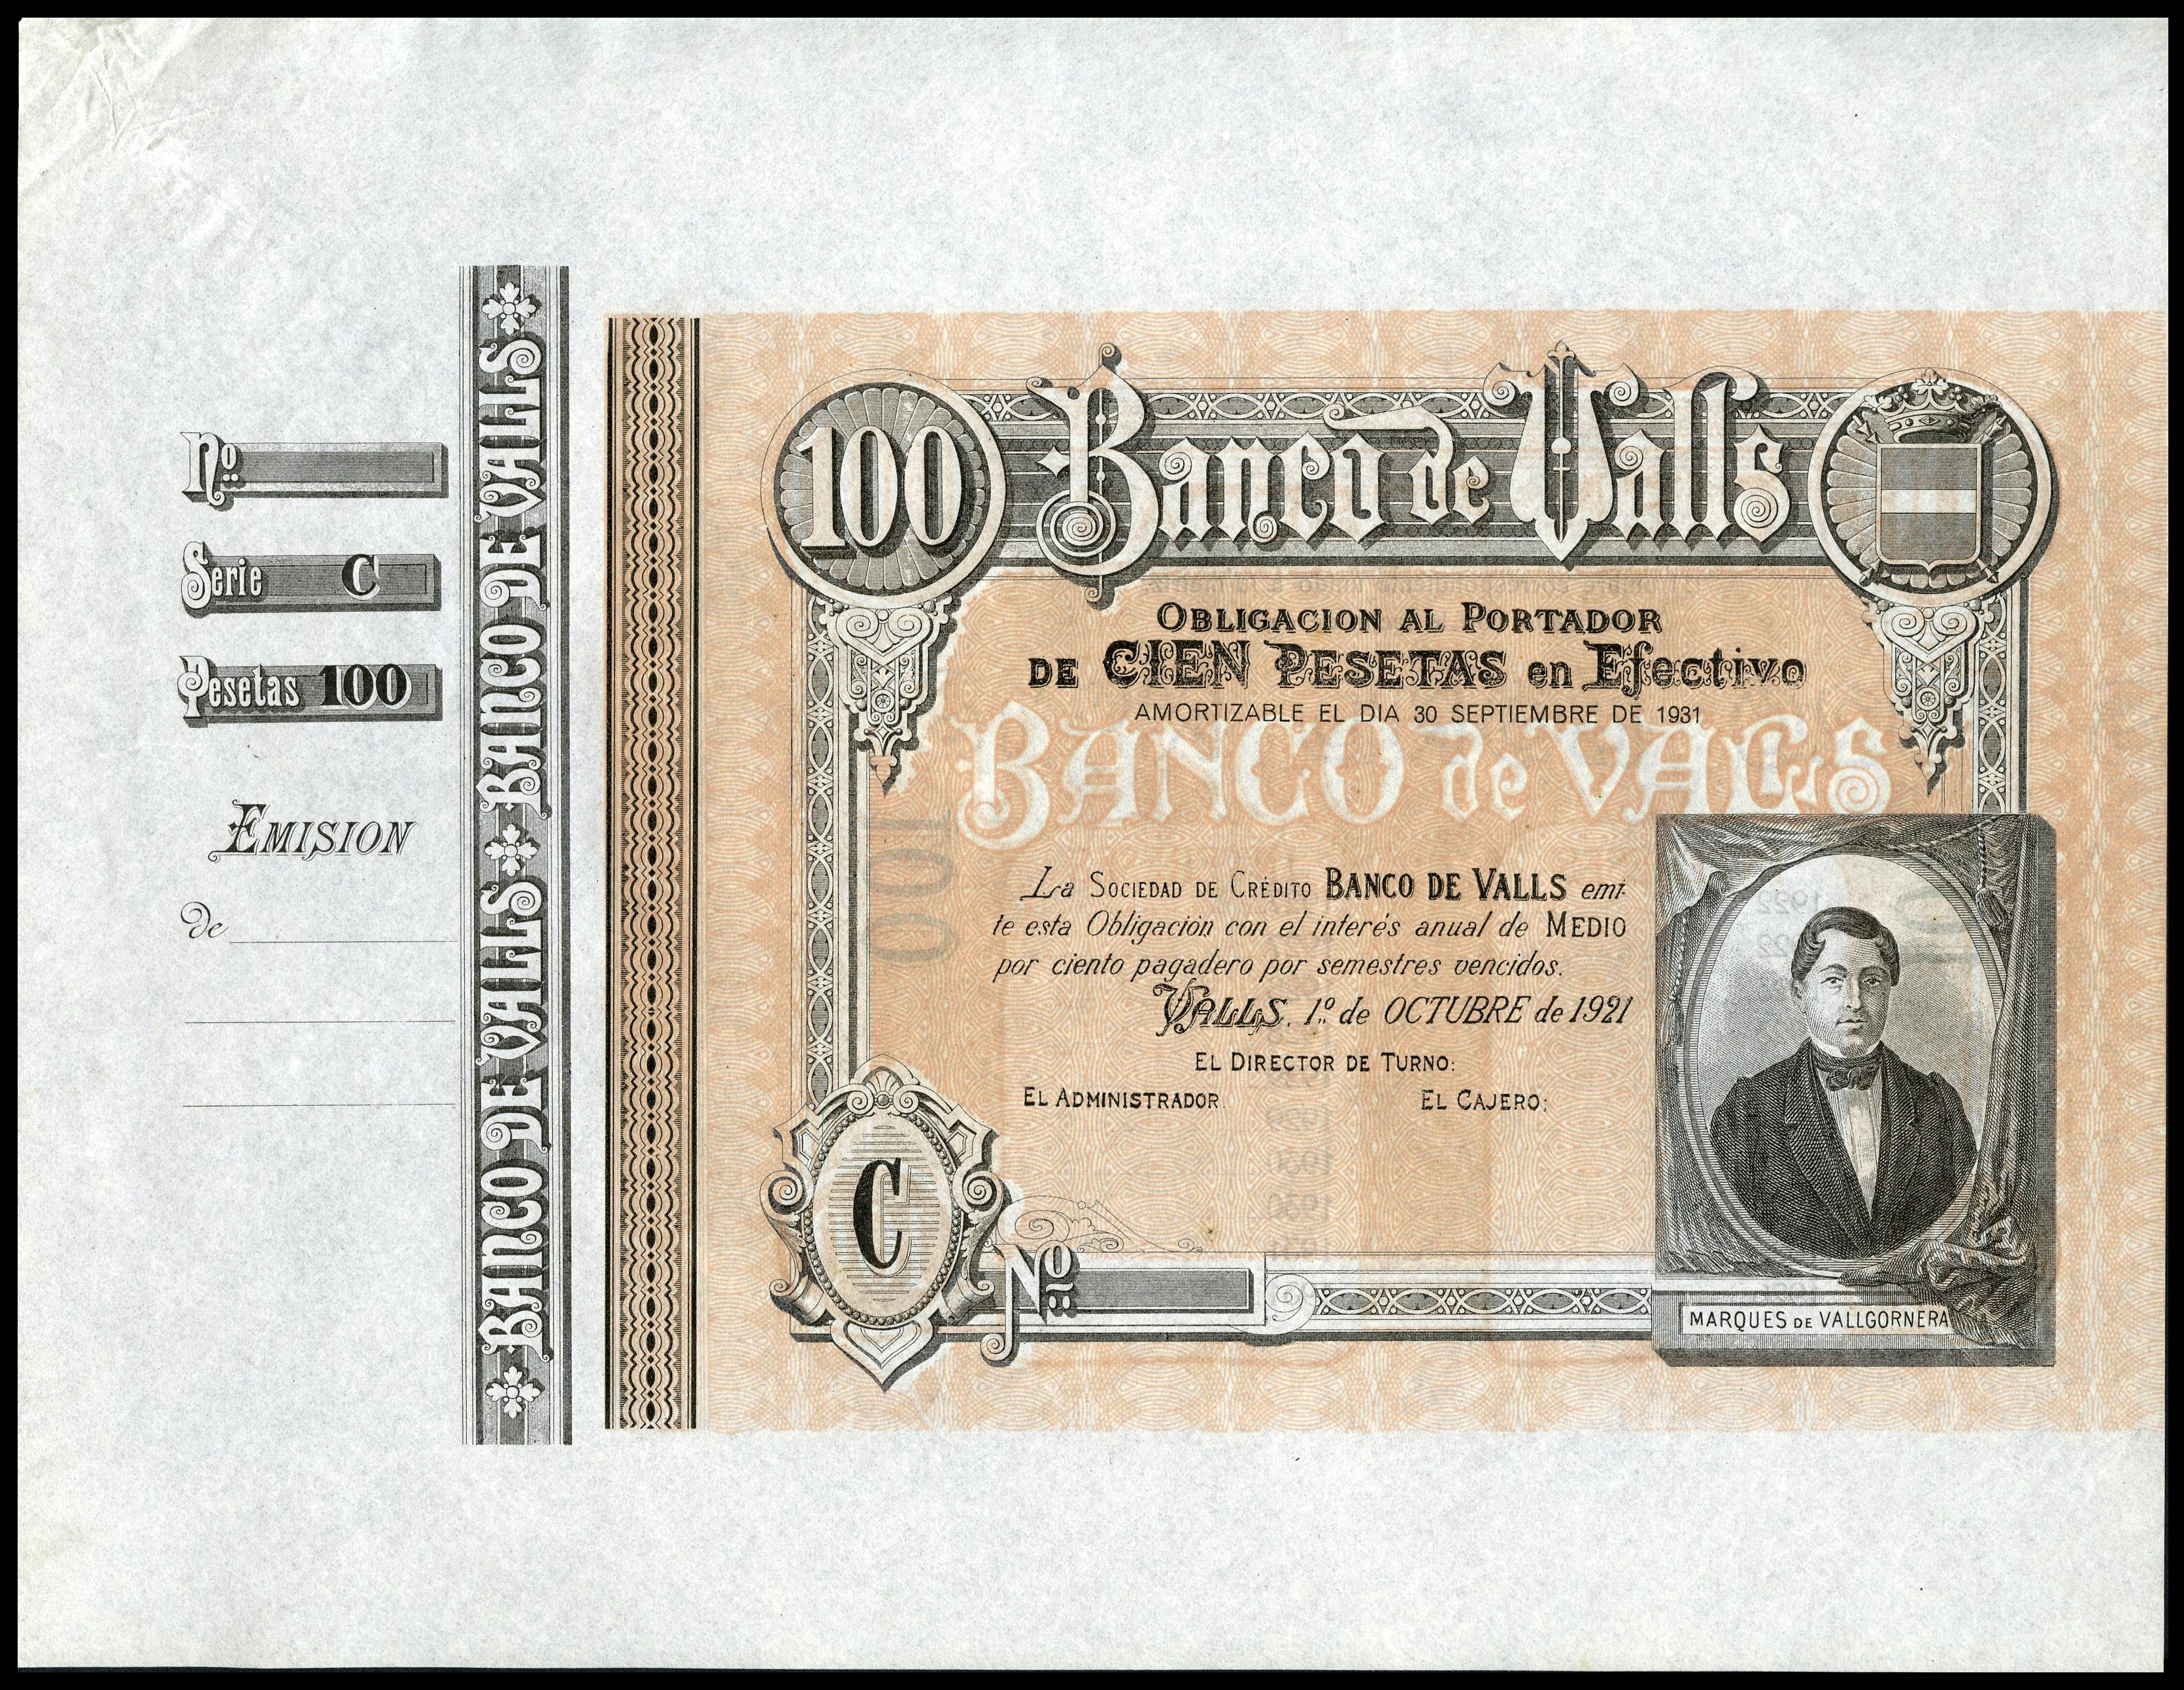 Nº
Serie C
Pesetas 100
EMISION
de
BANCO DE VALLS BANCO DE VALLS
100 Banco de Valls
OBLIGACION AL PORTADOR
DE CIEN PESETAS en Efectivo
AMORTIZABLE EL DIA 30 SEPTIEMBRE DE 1931
BANCO de VALLS
100
La SOCIEDAD DE CRÉDITO BANCO DE VALLS emi-
te esta Obligación con el interés anual de MEDIO
por ciento pagadero por semestres vencidos.
VALLS, 1º de OCTUBRE de 1921
EL DIRECTOR DE TURNO:
EL ADMINISTRADOR. EL CAJERO:
C
Nº
MARQUES DE VALLGORNERA